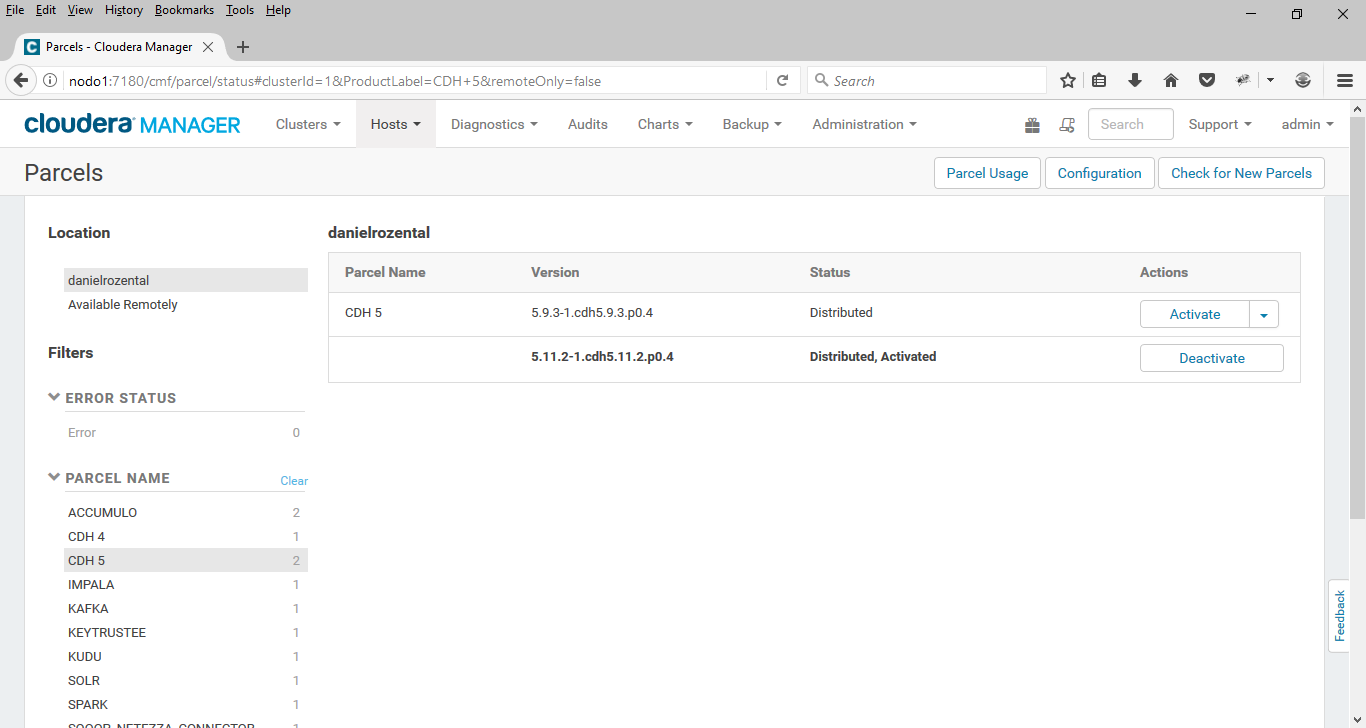 File Edit View History Bookmarks Tools Help
Parcels - Cloudera Manager
nodo1:7180/cmf/parcel/status#clusterId=1&ProductLabel=CDH+5&remoteOnly=false
Search
cloudera MANAGER Clusters Hosts Diagnostics Audits Charts Backup Administration Search Support admin
Parcels
Parcel Usage Configuration Check for New Parcels
Location
danielrozental
Available Remotely
Filters
ERROR STATUS
Error 0
PARCEL NAME Clear
ACCUMULO 2
CDH 4 1
CDH 5 2
IMPALA 1
KAFKA 1
KEYTRUSTEE 1
KUDU 1
SOLR 1
SPARK 1
SQOOP_NETEZZA_CONNECTOR 1
danielrozental
Parcel Name Version Status Actions
CDH 5 5.9.3-1.cdh5.9.3.p0.4 Distributed Activate
5.11.2-1.cdh5.11.2.p0.4 Distributed, Activated Deactivate
Feedback